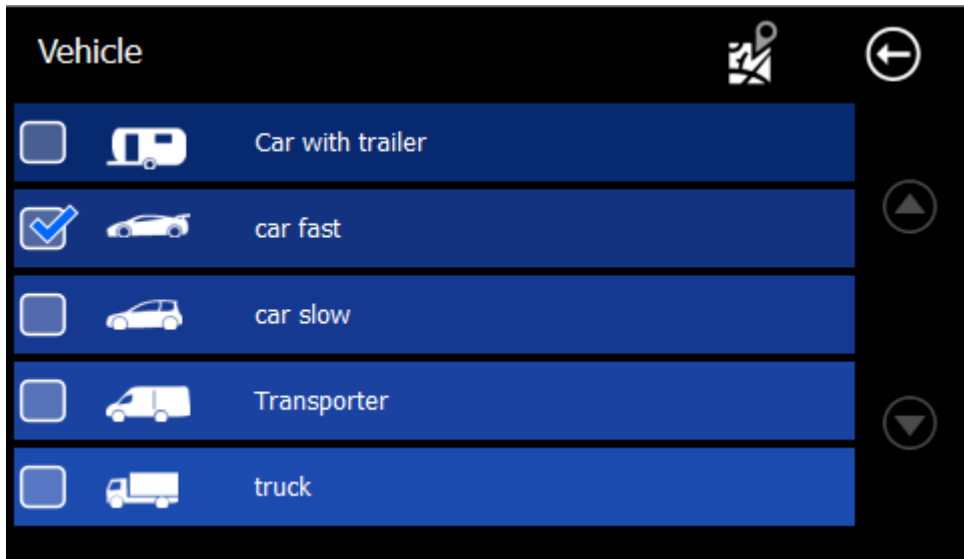 Vehicle
Car with trailer
car fast
car slow
Transporter
truck